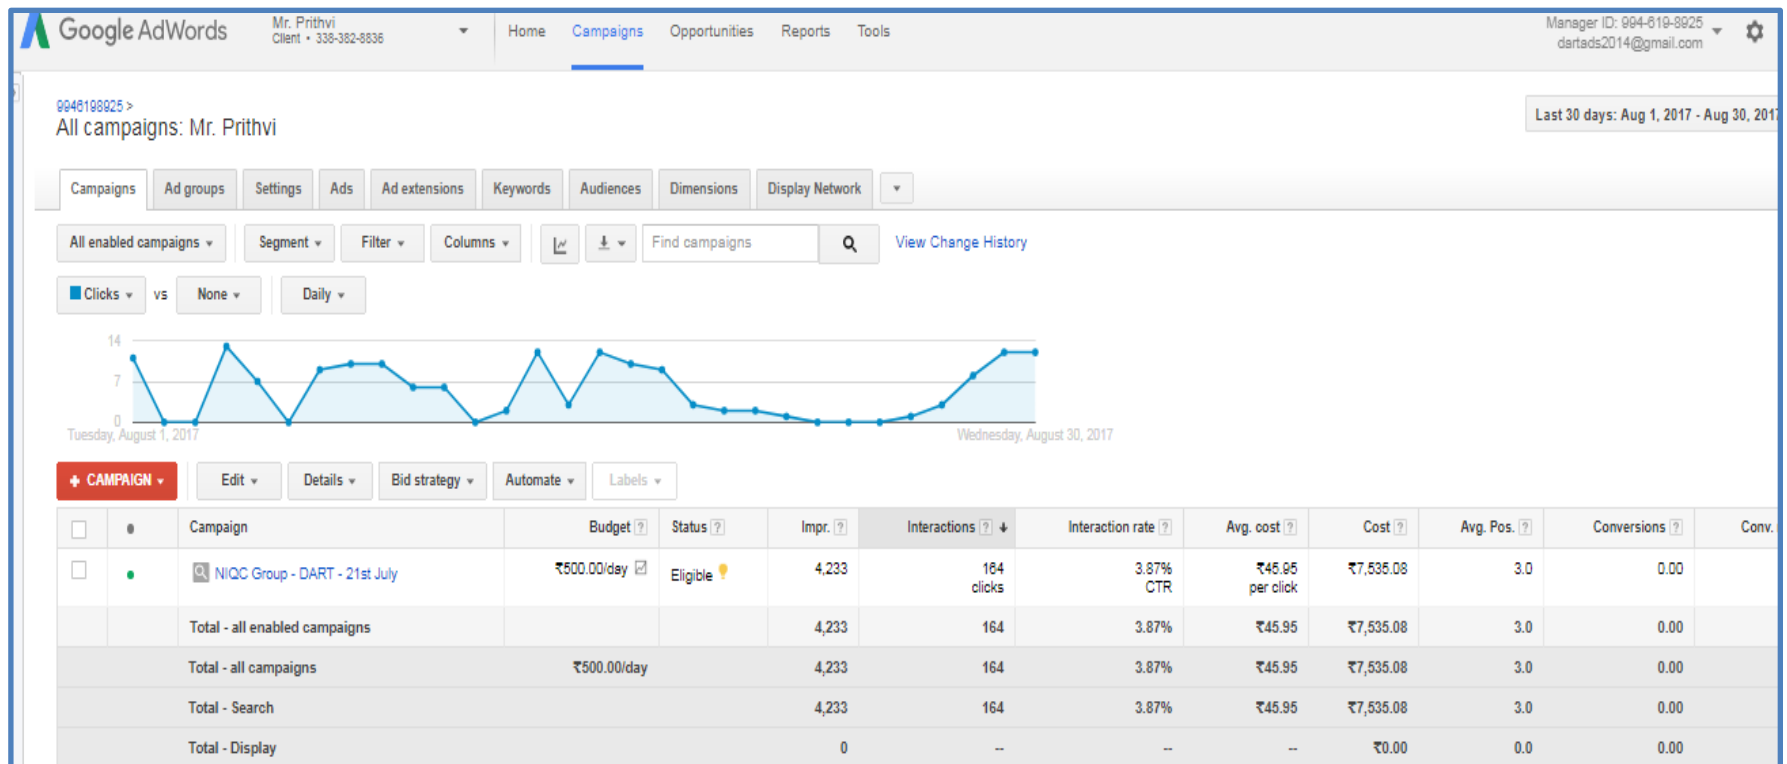 Google AdWords
Mr. Prithvi
Client • 338-382-8836
Home Campaigns Opportunities Reports Tools
Manager ID: 994-619-8925
dartads2014@gmail.com
9946198925 >
All campaigns: Mr. Prithvi
Last 30 days: Aug 1, 2017 - Aug 30, 2017
Campaigns Ad groups Settings Ads Ad extensions Keywords Audiences Dimensions Display Network
All enabled campaigns Segment Filter Columns Find campaigns View Change History
Clicks vs None Daily
14
7
0
Tuesday, August 1, 2017 Wednesday, August 30, 2017
+ CAMPAIGN Edit Details Bid strategy Automate Labels
Campaign Budget ? Status ? Impr. ? Interactions ? Interaction rate ? Avg. cost ? Cost ? Avg. Pos. ? Conversions ? Conv.
NIQC Group - DART - 21st July ₹500.00/day Eligible 4,233 164 3.87% ₹45.95 ₹7,535.08 3.0 0.00
clicks CTR per click
Total - all enabled campaigns 4,233 164 3.87% ₹45.95 ₹7,535.08 3.0 0.00
Total - all campaigns ₹500.00/day 4,233 164 3.87% ₹45.95 ₹7,535.08 3.0 0.00
Total - Search 4,233 164 3.87% ₹45.95 ₹7,535.08 3.0 0.00
Total - Display 0 -- -- -- ₹0.00 0.0 0.00